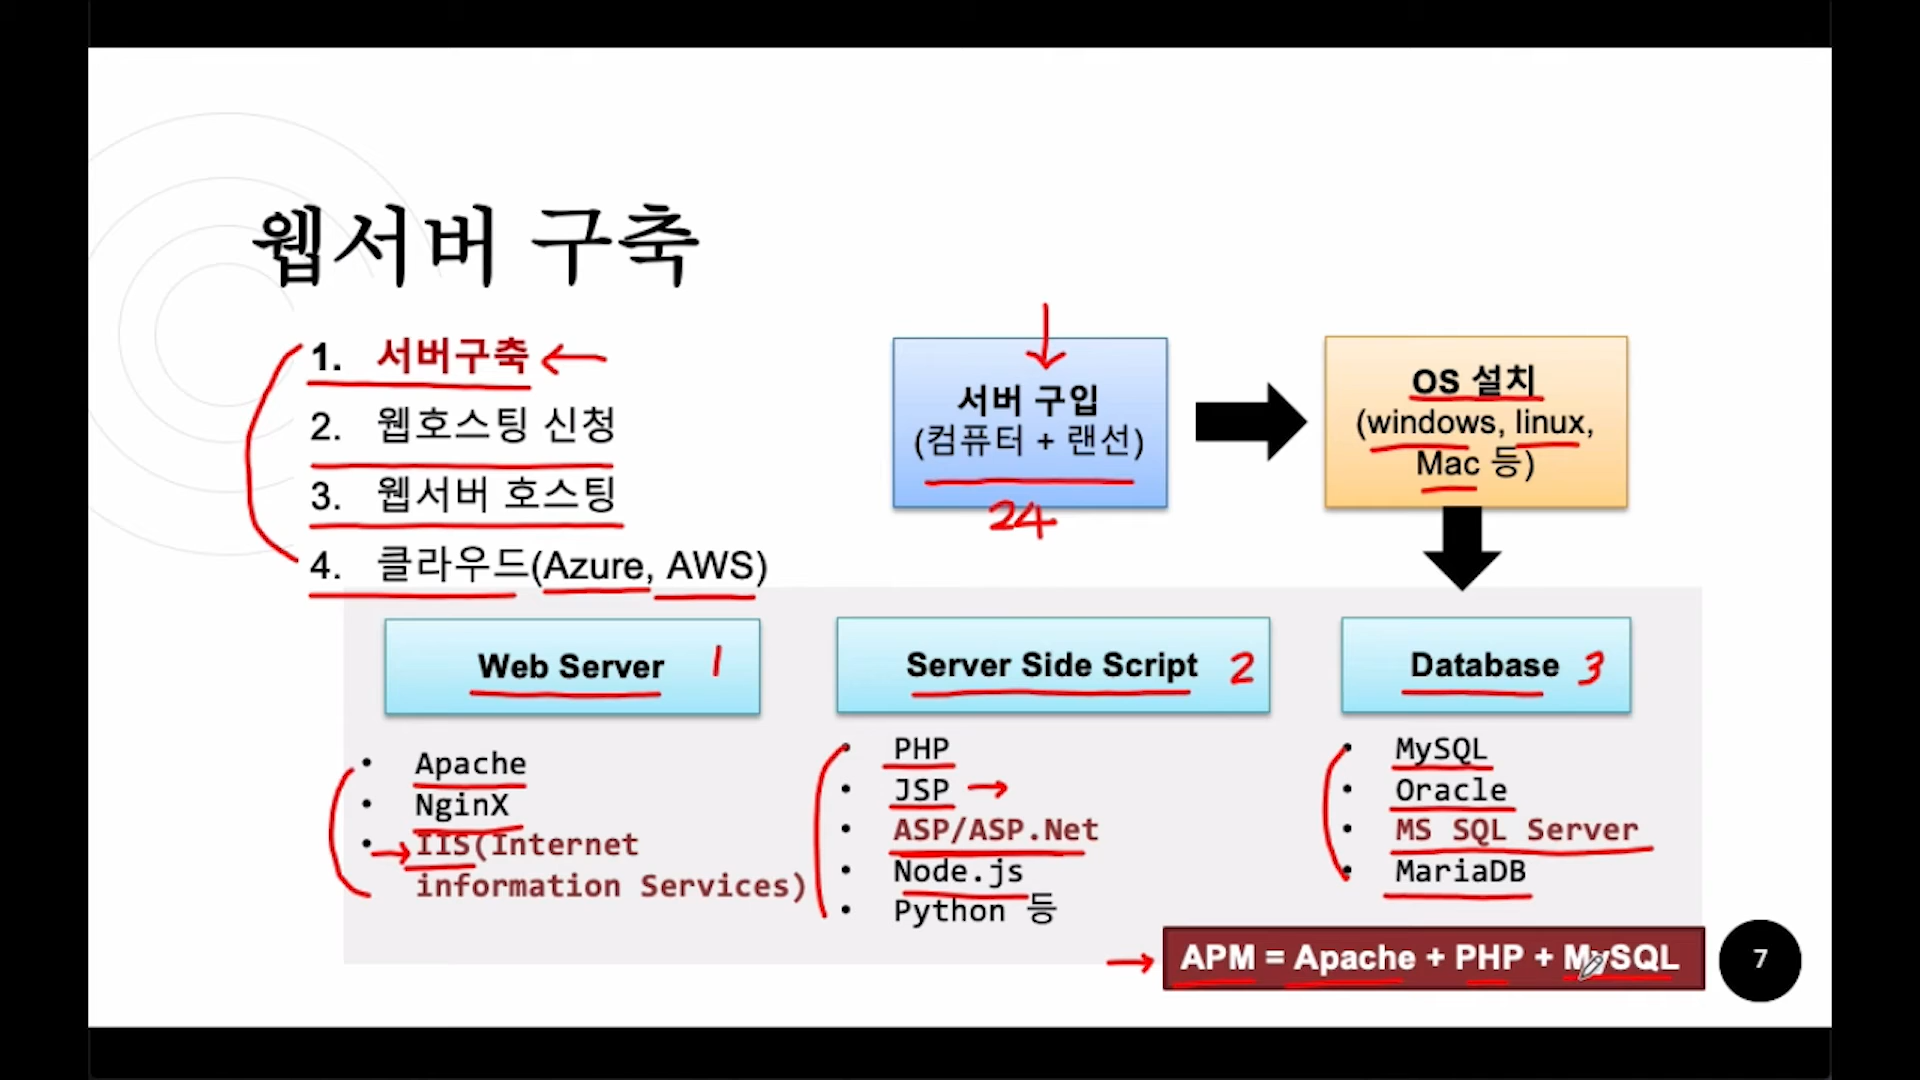 웹서버 구축
1. 서버구축
2. 웹호스팅 신청
3. 웹서버 호스팅
4. 클라우드(Azure, AWS)
서버 구입
(컴퓨터 + 랜선)
24
OS 설치
(windows, linux,
Mac 등)
Web Server 1
• Apache
• NginX
• IIS(Internet
information Services)
Server Side Script 2
• PHP
• JSP
• ASP/ASP.Net
• Node.js
• Python 등
Database 3
• MySQL
• Oracle
• MS SQL Server
• MariaDB
APM = Apache + PHP + MySQL
7